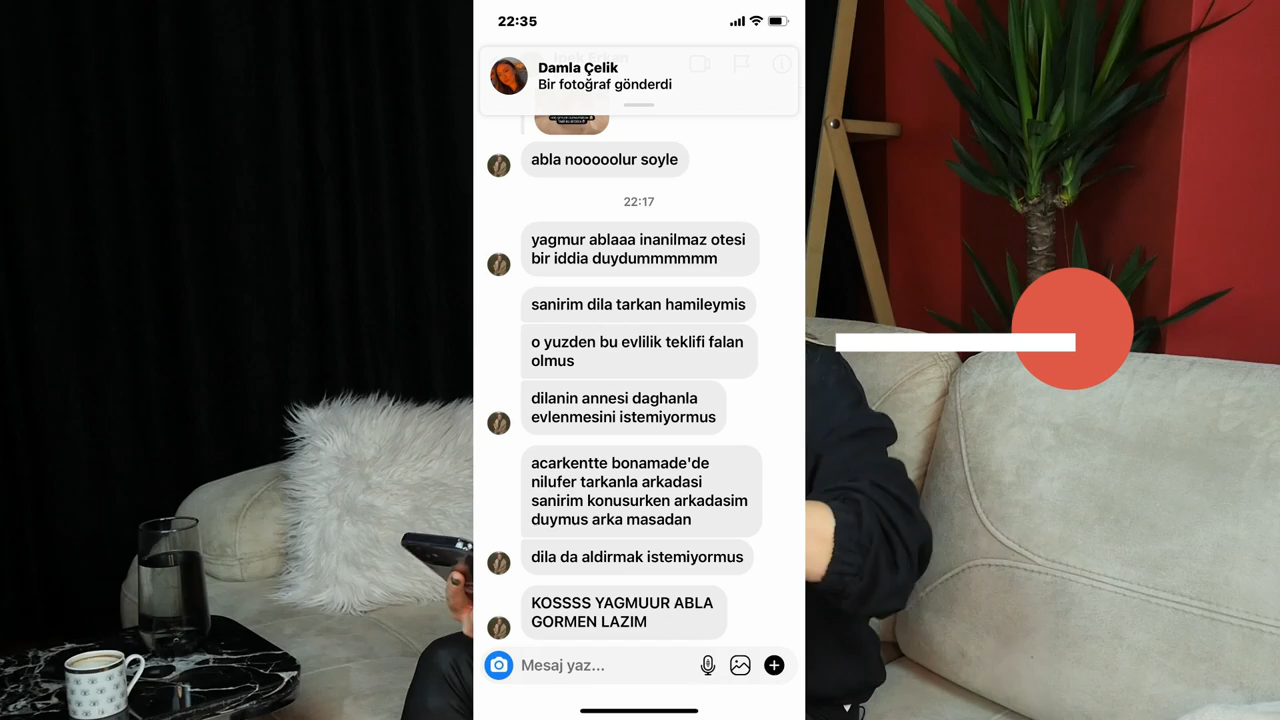 22:35
Damla Çelik
Bir fotoğraf gönderdi
abla nooooolur soyle
22:17
yagmur ablaaa inanilmaz otesi
bir iddia duydummmmmm
sanirim dila tarkan hamileymis
o yuzden bu evlilik teklifi falan
olmus
dilanin annesi daghanla
evlenmesini istemiyormus
acarkentte bonamade'de
nilufer tarkanla arkadasi
sanirim konusurken arkadasim
duymus arka masadan
dila da aldirmak istemiyormus
KOSSSS YAGMUUR ABLA
GORMEN LAZIM
Mesaj yaz...